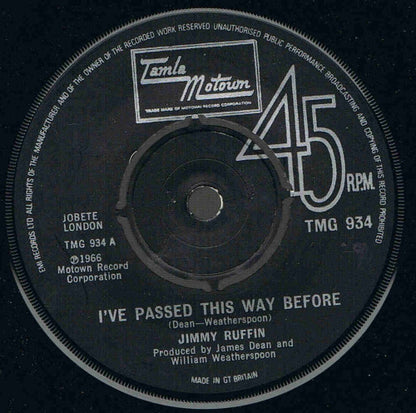 EMI RECORDS LTD ALL RIGHTS OF THE MANUFACTURER AND OF THE OWNER OF THE RECORDED WORK RESERVED UNAUTHORISED PUBLIC PERFORMANCE BROADCASTING AND COPYING OF THIS RECORD PROHIBITED
Tamla
Motown
TRADE MARK OF MOTOWN RECORD CORPORATION
45
R.P.M.
TMG 934
JOBETE
LONDON
TMG 934 A
℗1966
Motown Record
Corporation
I'VE PASSED THIS WAY BEFORE
(Dean—Weatherspoon)
JIMMY RUFFIN
Produced by James Dean and
William Weatherspoon
MADE IN GT BRITAIN